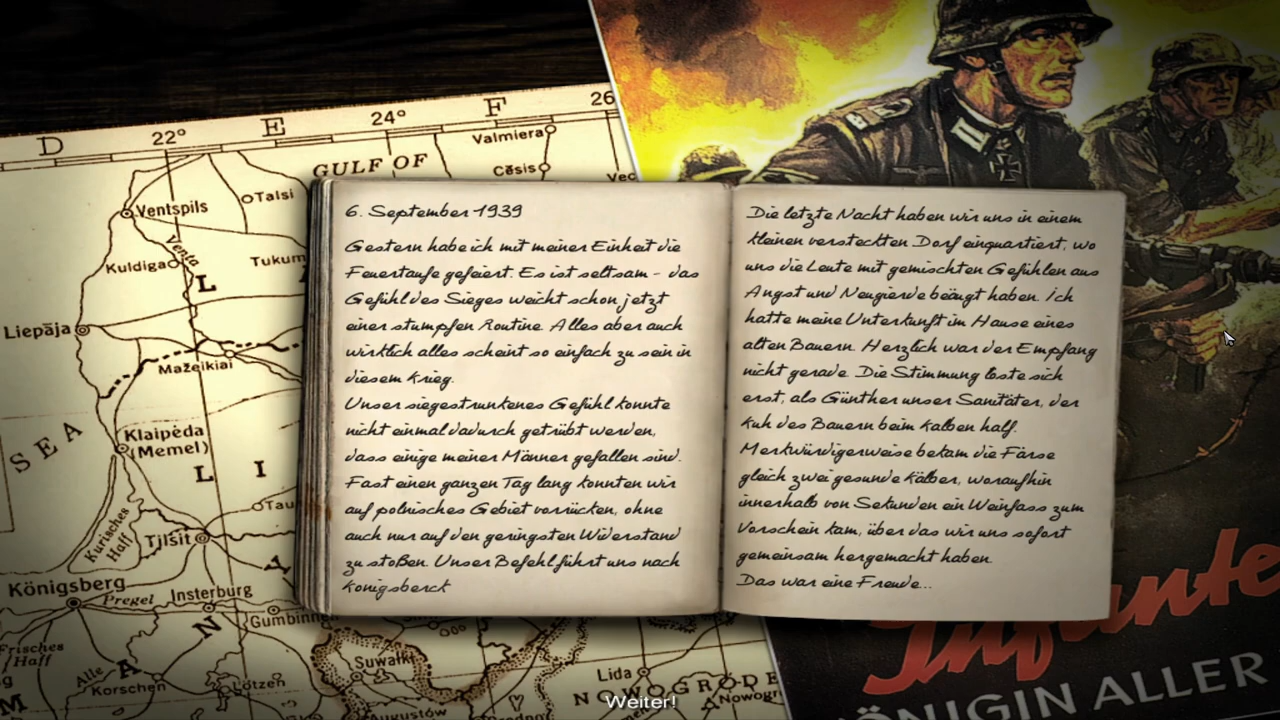 D
22°
E
24°
F
26
GULF OF
Valmiera
Cēsis
Vec
Talsi
Ventspils
Venta
Kuldiga
Tukum
L
Liepāja
Mažeikiai
SEA
Klaipėda
(Memel)
L I
Kurisches
Haff
Tau
Tilsit
Y
Königsberg
Pregel
Insterburg
Gumbinnen
N
Frisches
Haff
Alle
A
Korschen
Lötzen
M
Suwałki
Augustów
Lida
NOWOGRODE
Nowogr
6. September 1939
Gestern habe ich mit meiner Einheit die
Feuertaufe gefeiert. Es ist seltsam - das
Gefühl des Sieges weicht schon jetzt
einer stumpfen Routine. Alles aber auch
wirklich alles scheint so einfach zu sein in
diesem Krieg.
Unser siegestrunkenes Gefühl konnte
nicht einmal dadurch getrübt werden,
dass einige meiner Männer gefallen sind.
Fast einen ganzen Tag lang konnten wir
auf polnisches Gebiet vorrücken, ohne
auch nur auf den geringsten Widerstand
zu stoßen. Unser Befehl führt uns nach
Konigsberck
Die letzte Nacht haben wir uns in einem
kleinen versteckten Dorf einquartiert, wo
uns die Leute mit gemischten Gefühlen aus
Angst und Neugierde beäugt haben. Ich
hatte meine Unterkunft im Hause eines
alten Bauern. Herzlich war der Empfang
nicht gerade. Die Stimmung löste sich
erst, als Günther unser Sanitäter, der
Kuh des Bauern beim Kalben half.
Merkwürdigerweise bekam die Färse
gleich zwei gesunde Kälber, woraufhin
innerhalb von Sekunden ein Weinfass zum
Vorschein kam, über das wir uns sofort
gemeinsam hergemacht haben.
Das war eine Freude...
Infante
ÖNIGIN ALLER
Weiter!